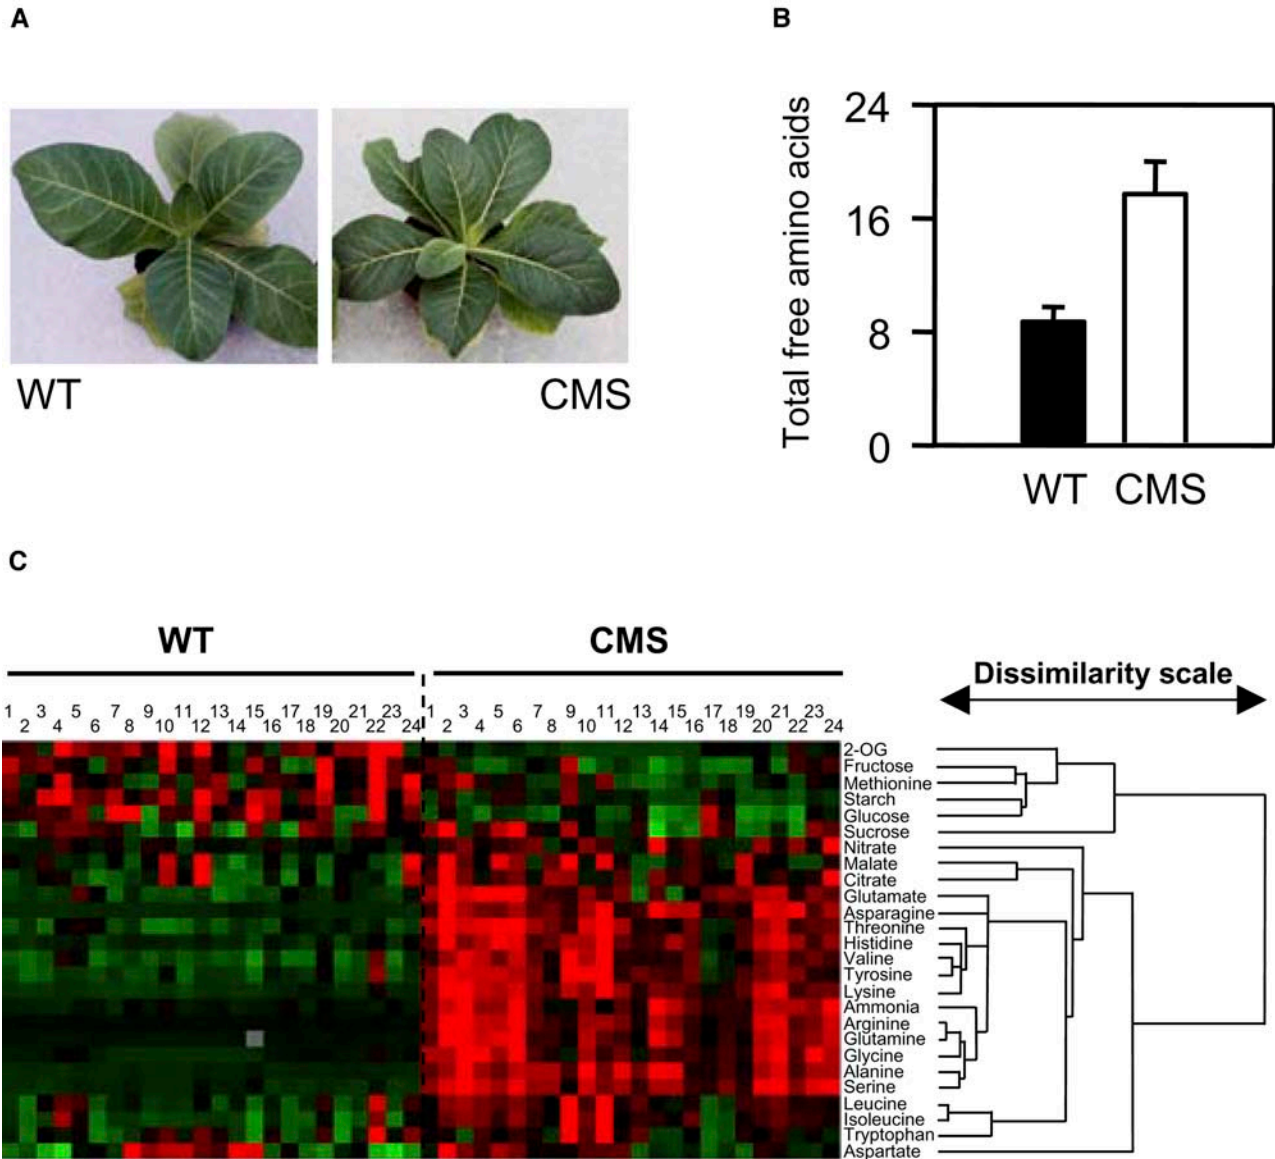 A
B
WT
CMS
Total free amino acids
24
16
8
0
WT CMS
C
WT
CMS
Dissimilarity scale
1 3 5 7 9 11 13 15 17 19 21 23 1 3 5 7 9 11 13 15 17 19 21 23
2 4 6 8 10 12 14 16 18 20 22 24 2 4 6 8 10 12 14 16 18 20 22 24
2-OG
Fructose
Methionine
Starch
Glucose
Sucrose
Nitrate
Malate
Citrate
Glutamate
Asparagine
Threonine
Histidine
Valine
Tyrosine
Lysine
Ammonia
Arginine
Glutamine
Glycine
Alanine
Serine
Leucine
Isoleucine
Tryptophan
Aspartate